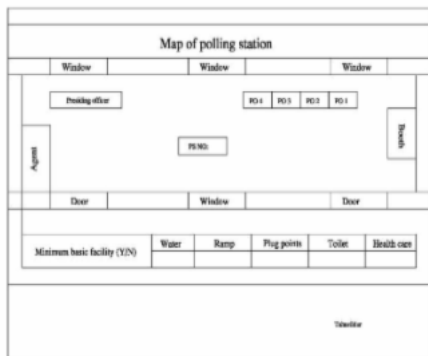 Map of polling station
Window Window Window
Presiding officer PO 4 PO 3 PO 2 PO 1
Booth
Agent
PS NO:
Door Window Door
Minimum basic facility (Y/N) Water Ramp Plug points Toilet Health care
Tahsildar